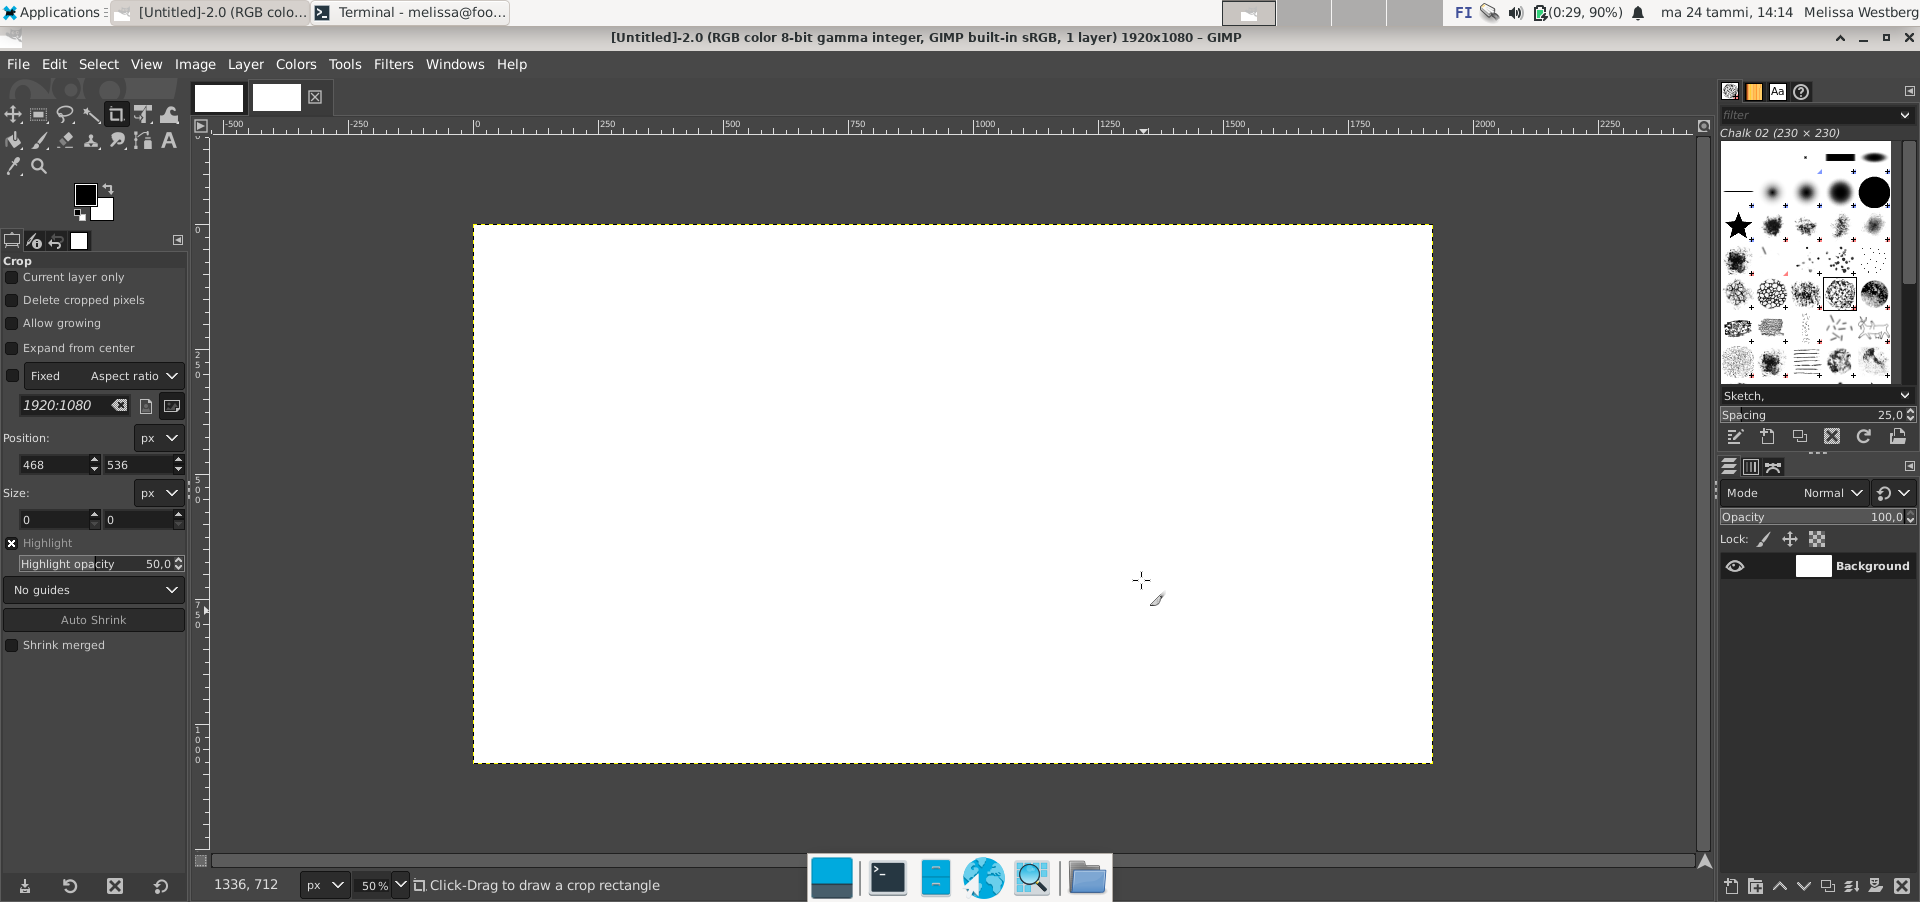 Applications
[Untitled]-2.0 (RGB colo...
Terminal - melissa@foo...
FI
(0:29, 90%)
ma 24 tammi, 14:14
Melissa Westberg
[Untitled]-2.0 (RGB color 8-bit gamma integer, GIMP built-in sRGB, 1 layer) 1920x1080 – GIMP
File Edit Select View Image Layer Colors Tools Filters Windows Help
-500 -250 0 250 500 750 1000 1250 1500 1750 2000 2250
0
250
500
750
1000
Crop
Current layer only
Delete cropped pixels
Allow growing
Expand from center
Fixed Aspect ratio
1920:1080
Position: px
468 536
Size: px
0 0
Highlight
Highlight opacity 50,0
No guides
Auto Shrink
Shrink merged
1336, 712 px 50 % Click-Drag to draw a crop rectangle
Aa
filter
Chalk 02 (230 × 230)
Sketch,
Spacing 25,0
Mode Normal
Opacity 100,0
Lock:
Background